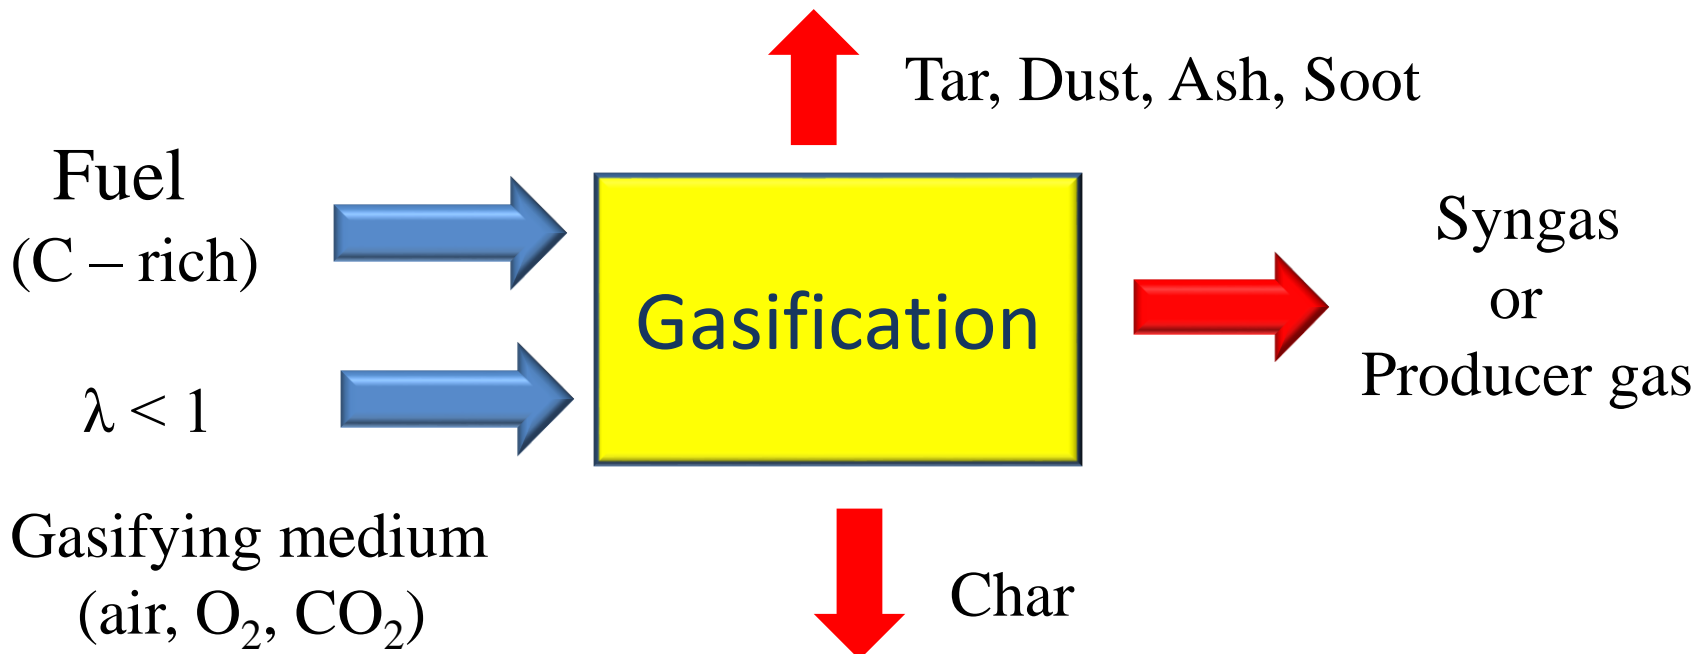 Tar, Dust, Ash, Soot
Fuel
(C – rich)
λ < 1
Gasifying medium
(air, O₂, CO₂)
Gasification
Syngas
or
Producer gas
Char